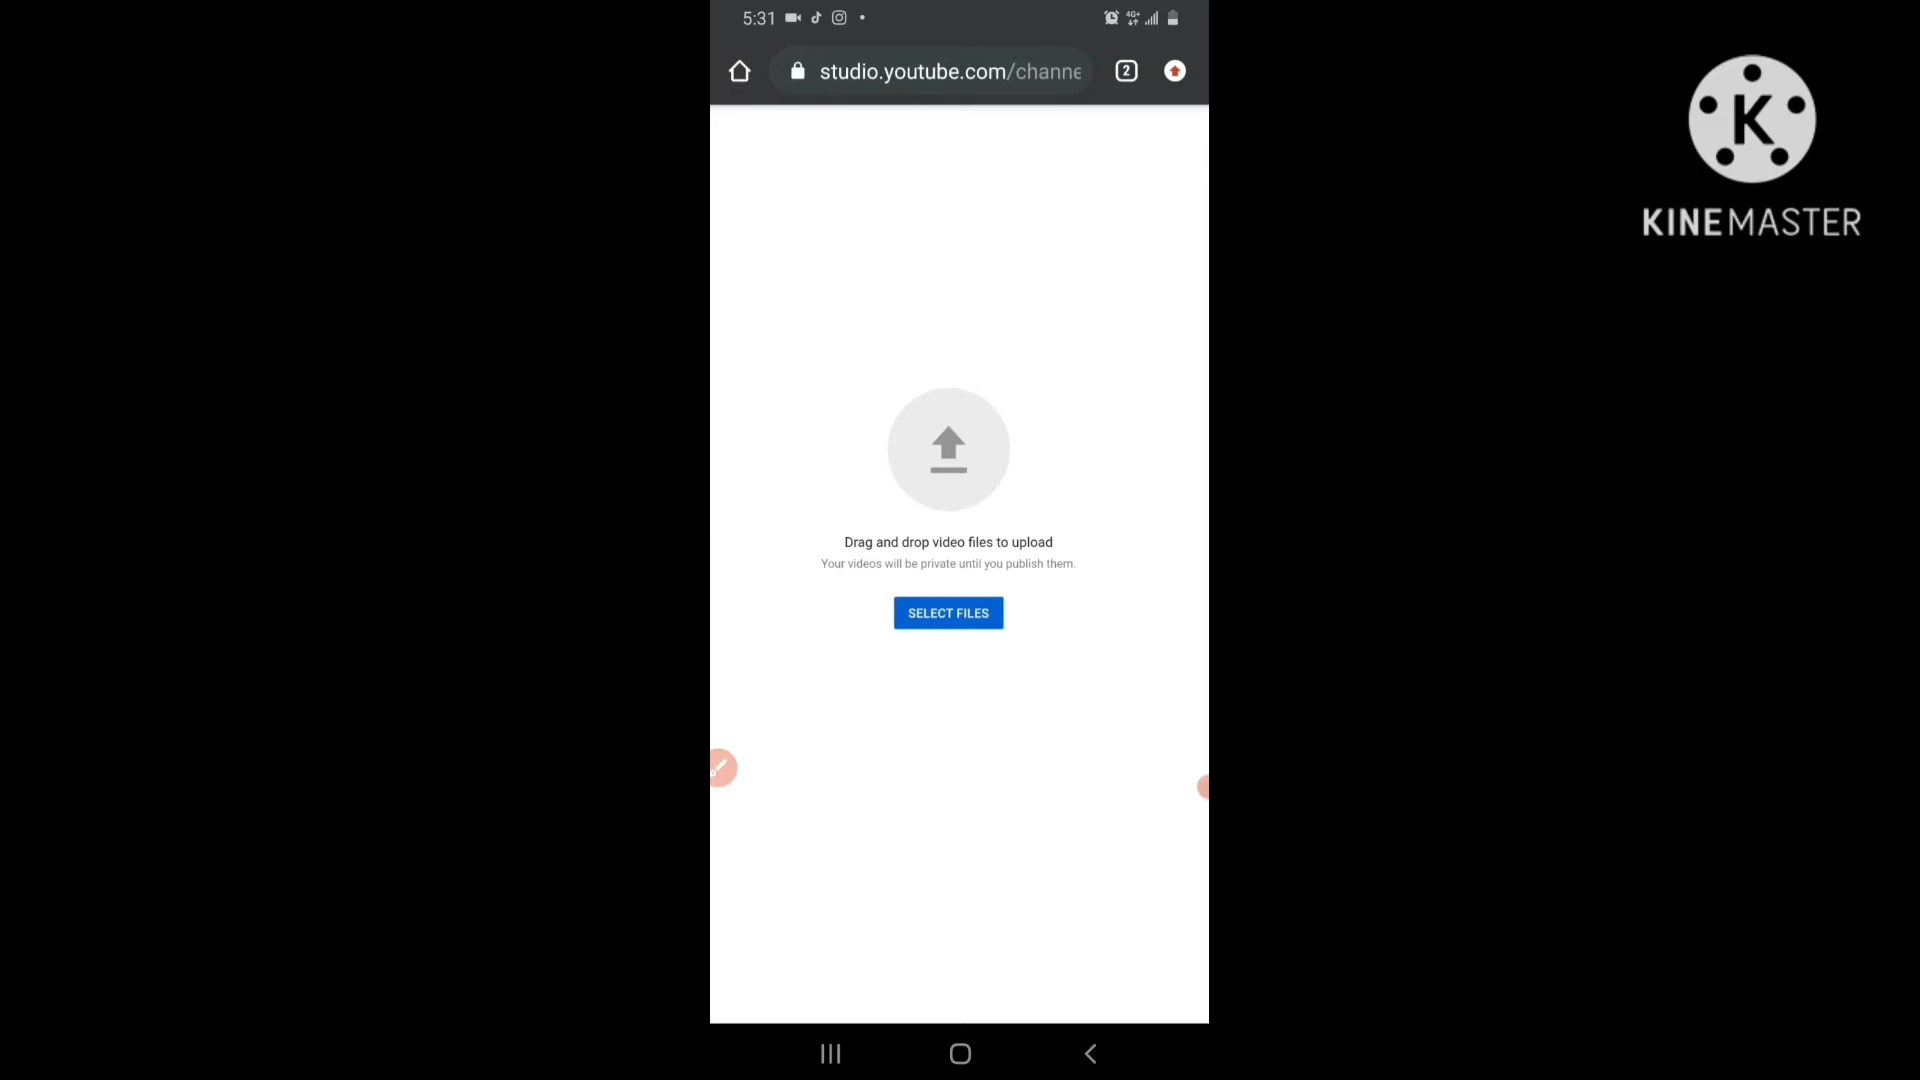 5:31
4G+
studio.youtube.com/channe
2
K
KINEMASTER
Drag and drop video files to upload
Your videos will be private until you publish them.
SELECT FILES